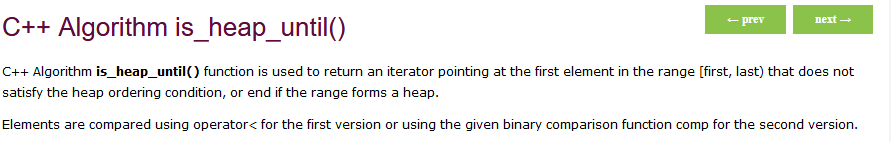 C++ Algorithm is_heap_until()
← prev
next →
C++ Algorithm is_heap_until() function is used to return an iterator pointing at the first element in the range [first, last) that does not
satisfy the heap ordering condition, or end if the range forms a heap.
Elements are compared using operator< for the first version or using the given binary comparison function comp for the second version.